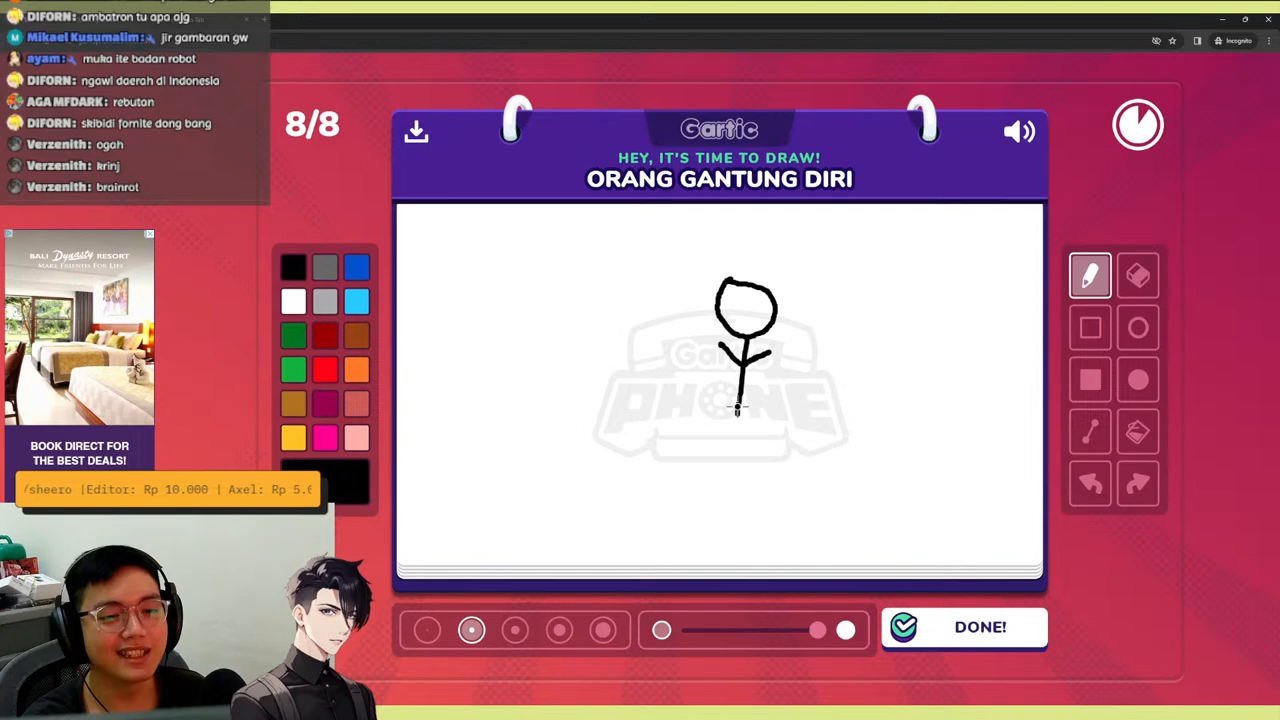 DIFORN: ambatron tu apa ajg
Mikael Kusumalim: jir gambaran gw
ayam: muka ite badan robot
DIFORN: ngawi daerah di Indonesia
AGA MFDARK: rebutan
DIFORN: skibidi fornite dong bang
Verzenith: ogah
Verzenith: krinj
Verzenith: brainrot
Incognito
8/8
Gartic
HEY, IT'S TIME TO DRAW!
ORANG GANTUNG DIRI
BALI Dynasty RESORT
MAKE FRIENDS FOR LIFE
BOOK DIRECT FOR
THE BEST DEALS!
Gartic
PHONE
/sheero |Editor: Rp 10.000 | Axel: Rp 5.0
DONE!